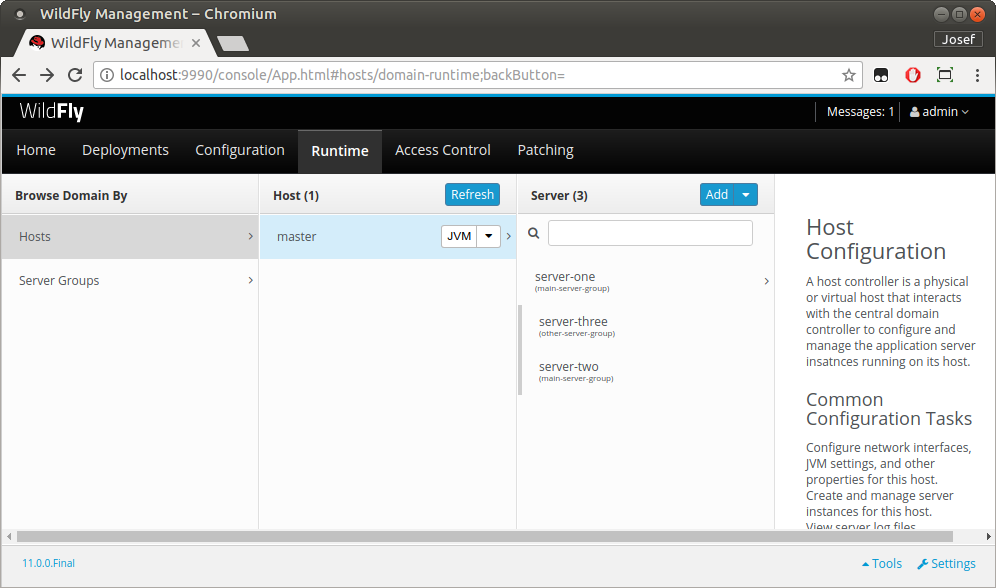 WildFly Management – Chromium
WildFly Manageme
Josef
localhost:9990/console/App.html#hosts/domain-runtime;backButton=
WildFly
Messages: 1
admin
Home
Deployments
Configuration
Runtime
Access Control
Patching
Browse Domain By
Hosts
Server Groups
Host (1)
Refresh
master
JVM
Server (3)
Add
server-one
(main-server-group)
server-three
(other-server-group)
server-two
(main-server-group)
Host
Configuration
A host controller is a physical
or virtual host that interacts
with the central domain
controller to configure and
manage the application server
insatnces running on its host.
Common
Configuration Tasks
Configure network interfaces,
JVM settings, and other
properties for this host.
Create and manage server
instances for this host.
View server log files
11.0.0.Final
Tools
Settings